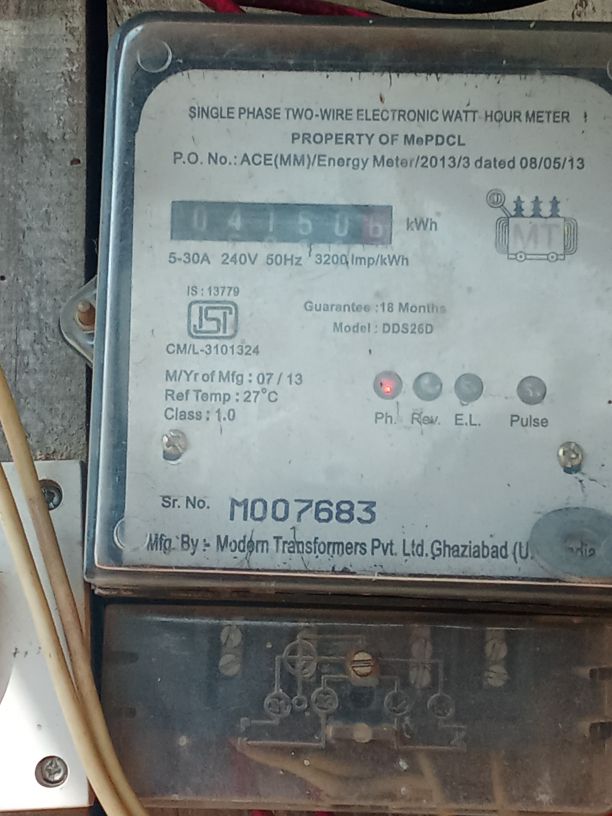 SINGLE PHASE TWO-WIRE ELECTRONIC WATT HOUR METER
PROPERTY OF MePDCL
P.O. No.: ACE(MM)/Energy Meter/2013/3 dated 08/05/13
041506 kWh
MT
5-30A 240V 50Hz 3200 Imp/kWh
IS : 13779
ISI
CM/L-3101324
Guarantee : 18 Months
Model : DDS26D
M/Yr of Mfg : 07 / 13
Ref Temp : 27°C
Class : 1.0
Ph. Rev. E.L. Pulse
Sr. No. M007683
Mfg. By :- Modern Transformers Pvt. Ltd. Ghaziabad (U. India